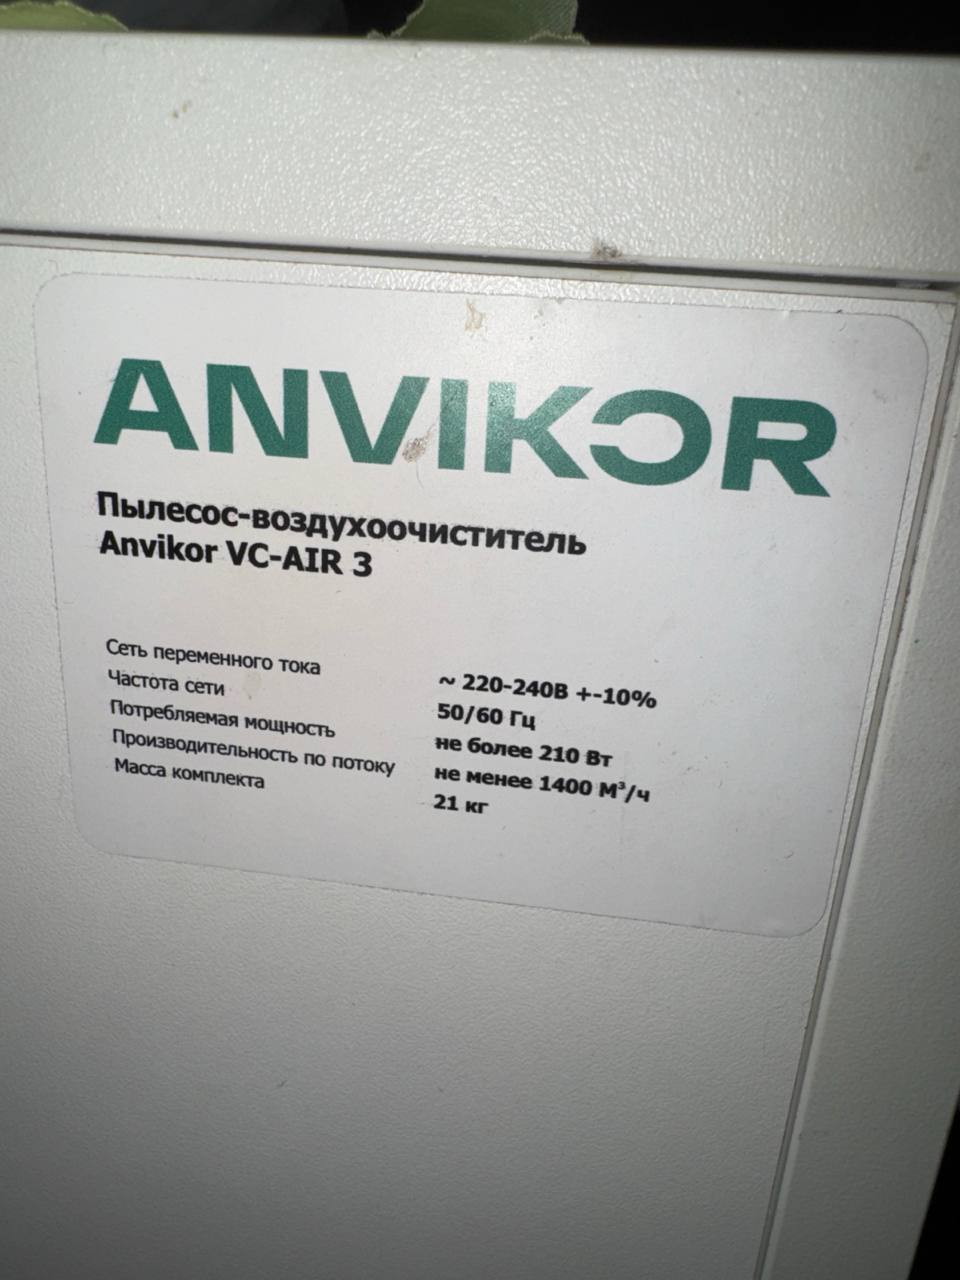 ANVIKOR
Пылесос-воздухоочиститель
Anvikor VC-AIR 3
Сеть переменного тока ~ 220-240В +-10%
Частота сети 50/60 Гц
Потребляемая мощность не более 210 Вт
Производительность по потоку не менее 1400 М³/ч
Масса комплекта 21 кг